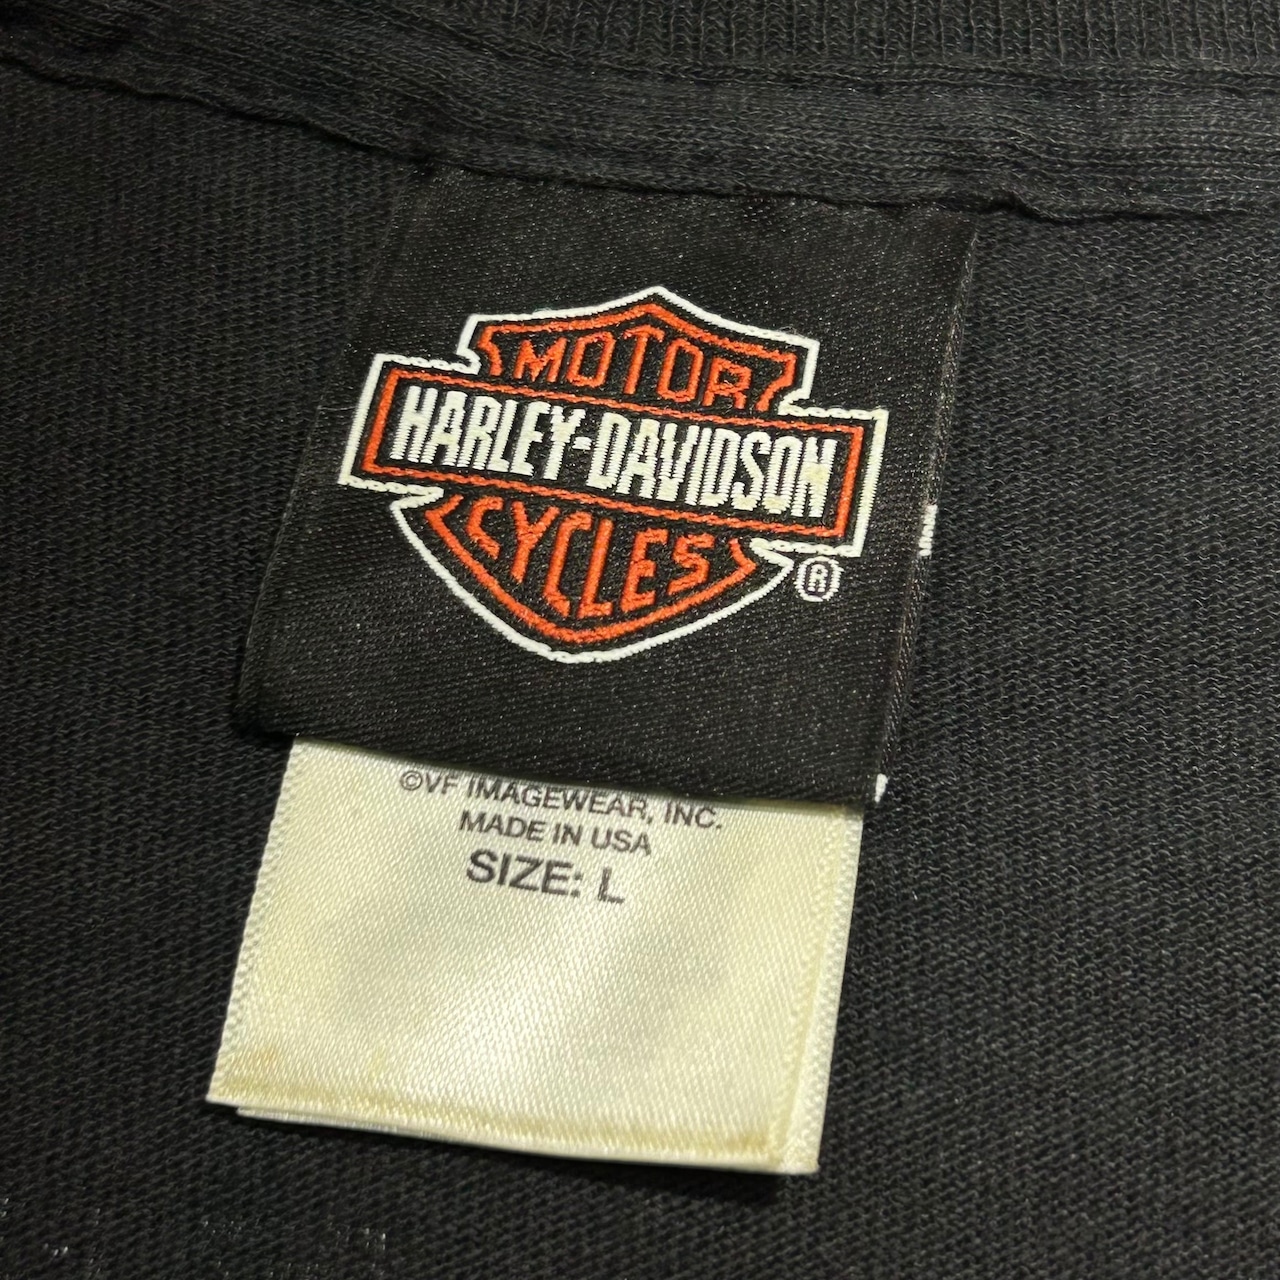 MOTOR
HARLEY-DAVIDSON
CYCLES
®
©VF IMAGEWEAR, INC.
MADE IN USA
SIZE: L